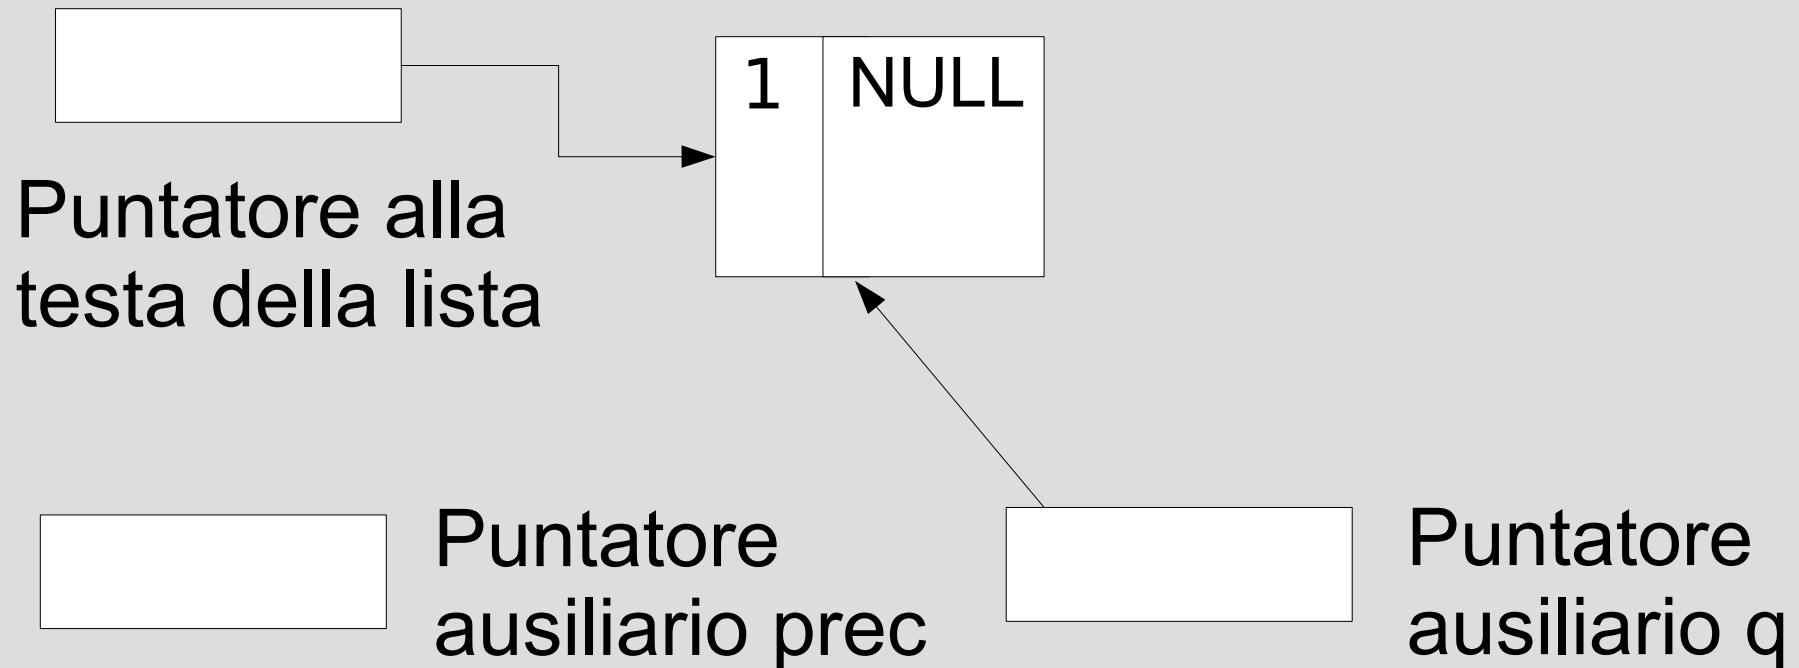 1 NULL
Puntatore alla
testa della lista
Puntatore
ausiliario prec
Puntatore
ausiliario q